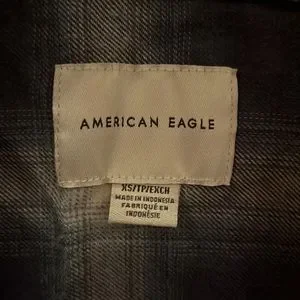 AMERICAN EAGLE
XS/TP/EXCH
MADE IN INDONESIA
FABRIQUÉ EN
INDONÉSIE